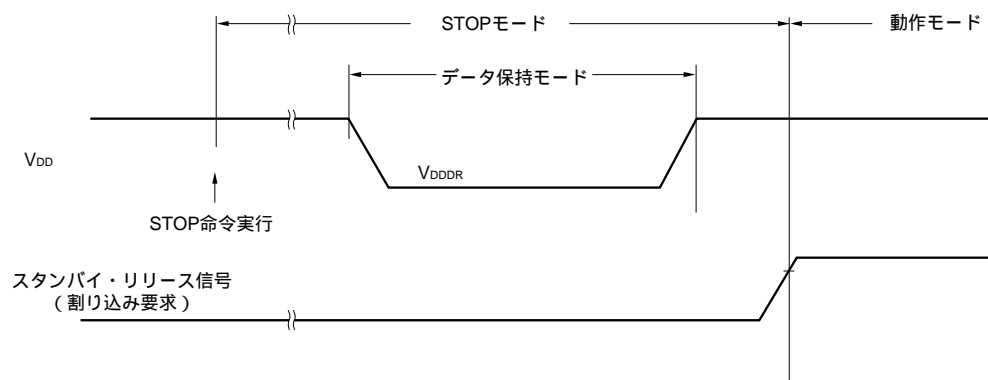 STOPモード
動作モード
データ保持モード
VDD
VDDDR
STOP命令実行
スタンバイ・リリース信号
(割り込み要求)